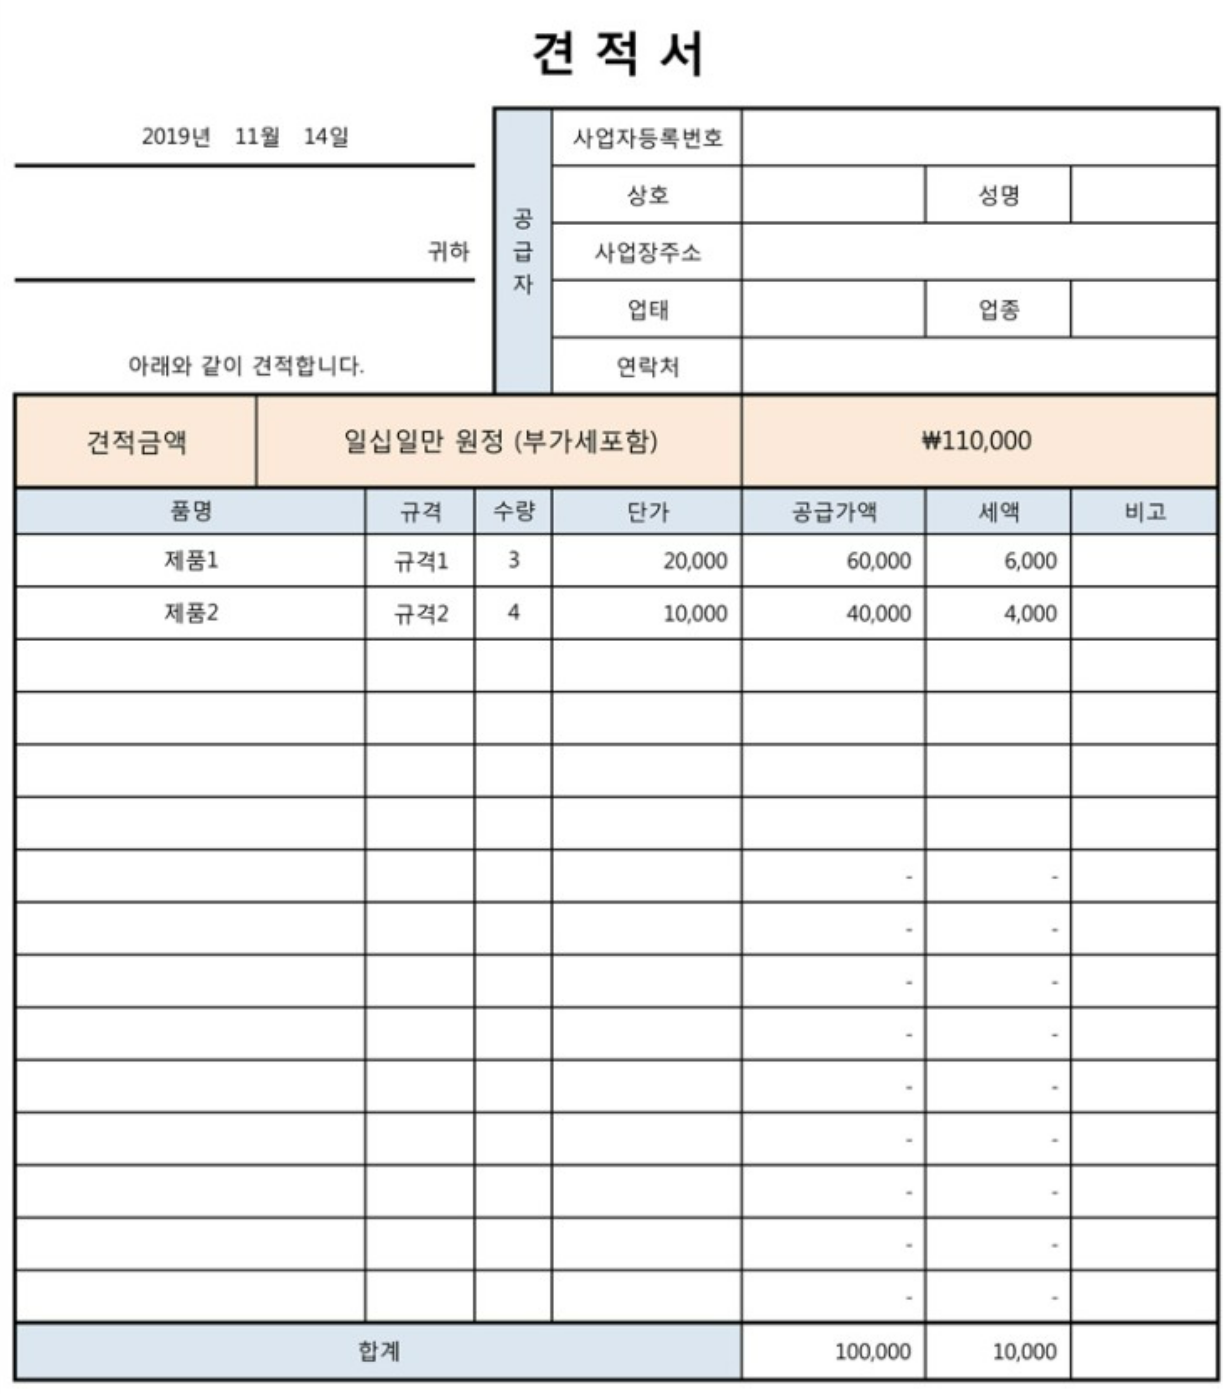 견 적 서
2019년 11월 14일
귀하
아래와 같이 견적합니다.
공
급
자
사업자등록번호
상호 성명
사업장주소
업태 업종
연락처
견적금액 일십일만 원정 (부가세포함) ₩110,000
품명 규격 수량 단가 공급가액 세액 비고
제품1 규격1 3 20,000 60,000 6,000
제품2 규격2 4 10,000 40,000 4,000
- -
- -
- -
- -
- -
- -
- -
- -
- -
합계 100,000 10,000